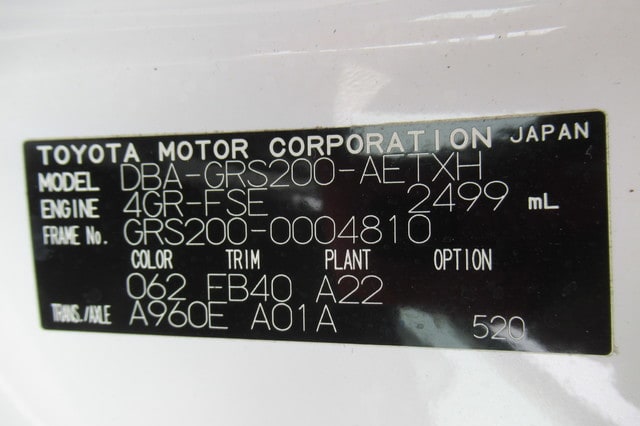 TOYOTA MOTOR CORPORATION JAPAN
MODEL DBA-GRS200-AETXH
ENGINE 4GR-FSE 2499 mL
FRAME No. GRS200-0004810
COLOR TRIM PLANT OPTION
062 FB40 A22
TRANS./AXLE A960E A01A 520